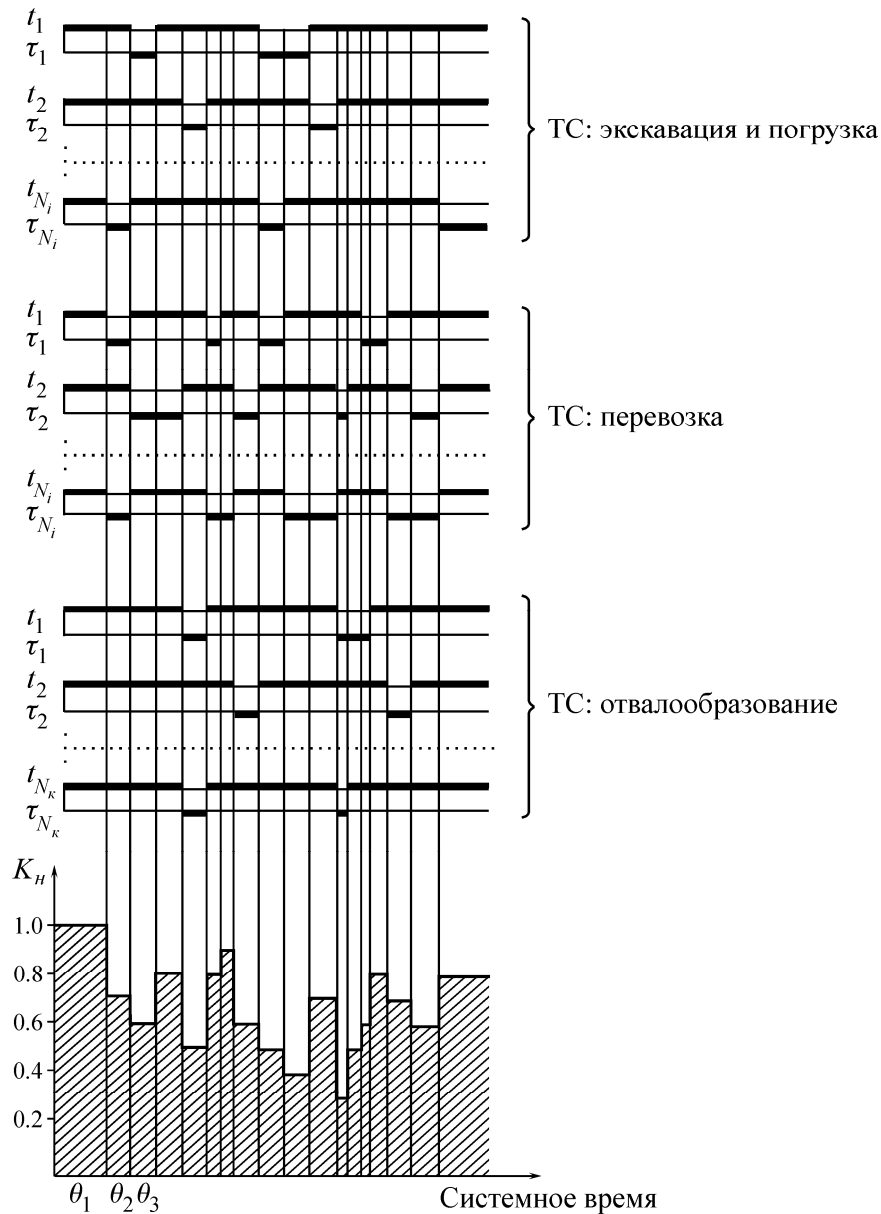 t1
τ1
t2
τ2
ТС: экскавация и погрузка
tNi
τNi
t1
τ1
t2
τ2
ТС: перевозка
tNi
τNi
t1
τ1
t2
τ2
ТС: отвалообразование
tNк
τNк
Kн
1.0
0.8
0.6
0.4
0.2
θ1 θ2 θ3 Системное время